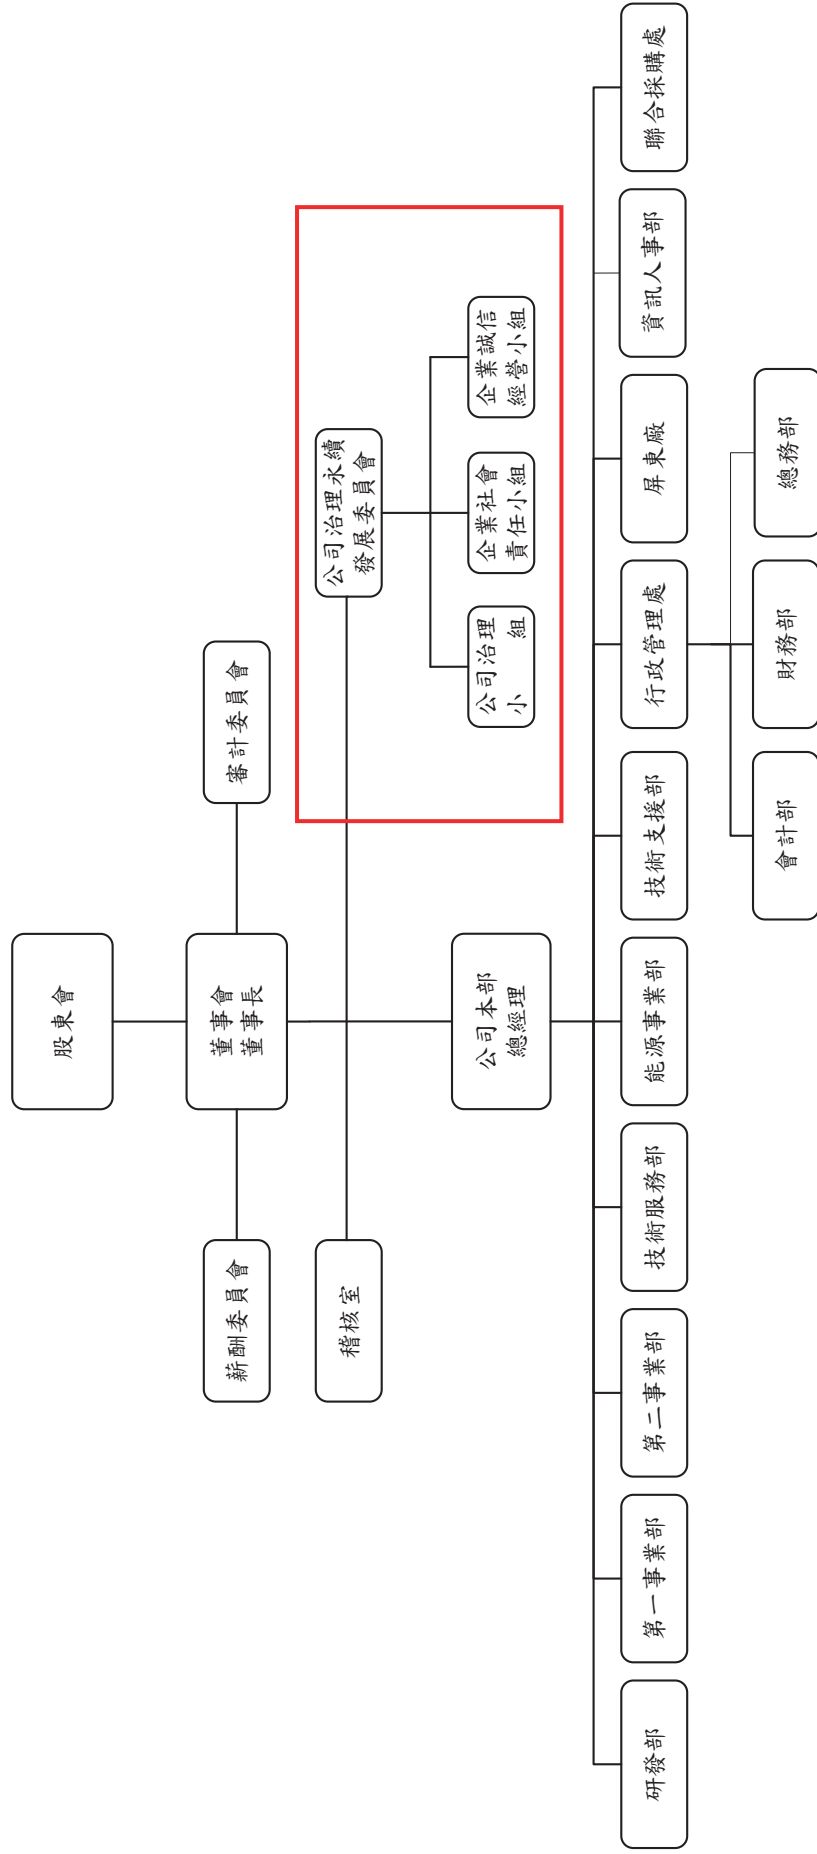 股東會
薪酬委員會
董事會
董事長
審計委員會
稽核室
公司治理永續
發展委員會
公司治理
小組
企業社會
責任小組
企業誠信
經營小組
公司本部
總經理
研發部
第一事業部
第二事業部
技術服務部
能源事業部
技術支援部
行政管理處
屏東廠
資訊人事部
聯合採購處
會計部
財務部
總務部